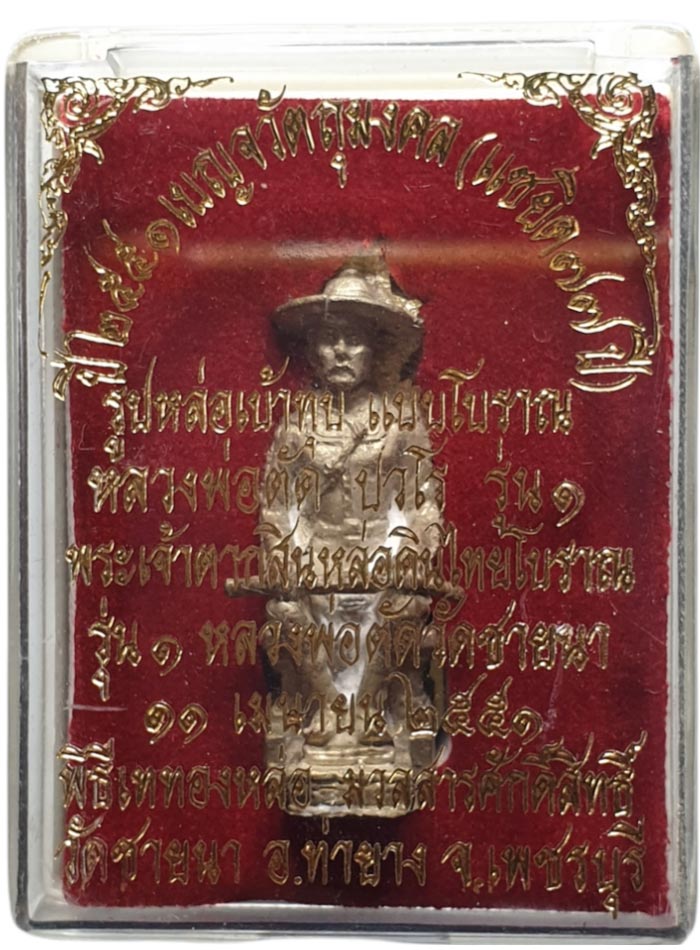 ปี ๒๕๕๑ เบญจวัตถุมงคล (แซยิด ๗๗ ปี)
รูปหล่อเบ้าทุบ แบบโบราณ
หลวงพ่อตัด ปวโร รุ่น ๑
พระเจ้าตากสินหล่อดินไทยโบราณ
รุ่น ๑ หลวงพ่อตัดวัดชายนา
๑๑ เมษายน ๒๕๕๑
พิธีเททองหล่อ มวลสารศักดิ์สิทธิ์
วัดชายนา อ.ท่ายาง จ.เพชรบุรี